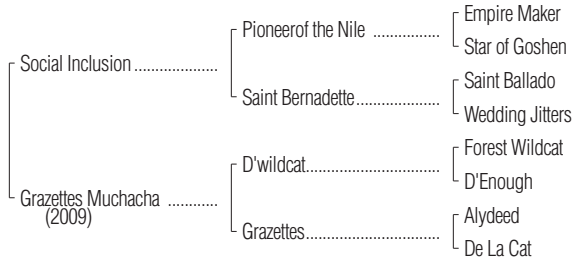 Empire Maker
Pioneerof the Nile ................
Star of Goshen
Social Inclusion ....................
Saint Ballado
Saint Bernadette....................
Wedding Jitters
Forest Wildcat
D'wildcat................................
D'Enough
Grazettes Muchacha ............
(2009)
Alydeed
Grazettes................................
De La Cat